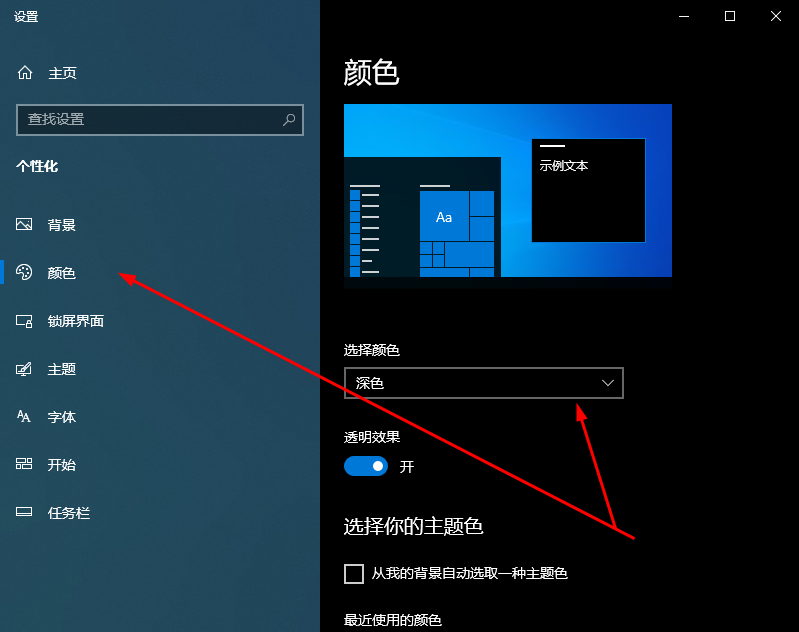 设置
主页
查找设置
个性化
背景
颜色
锁屏界面
主题
字体
开始
任务栏
颜色
示例文本
Aa
选择颜色
深色
透明效果
开
选择你的主题色
从我的背景自动选取一种主题色
最近使用的颜色